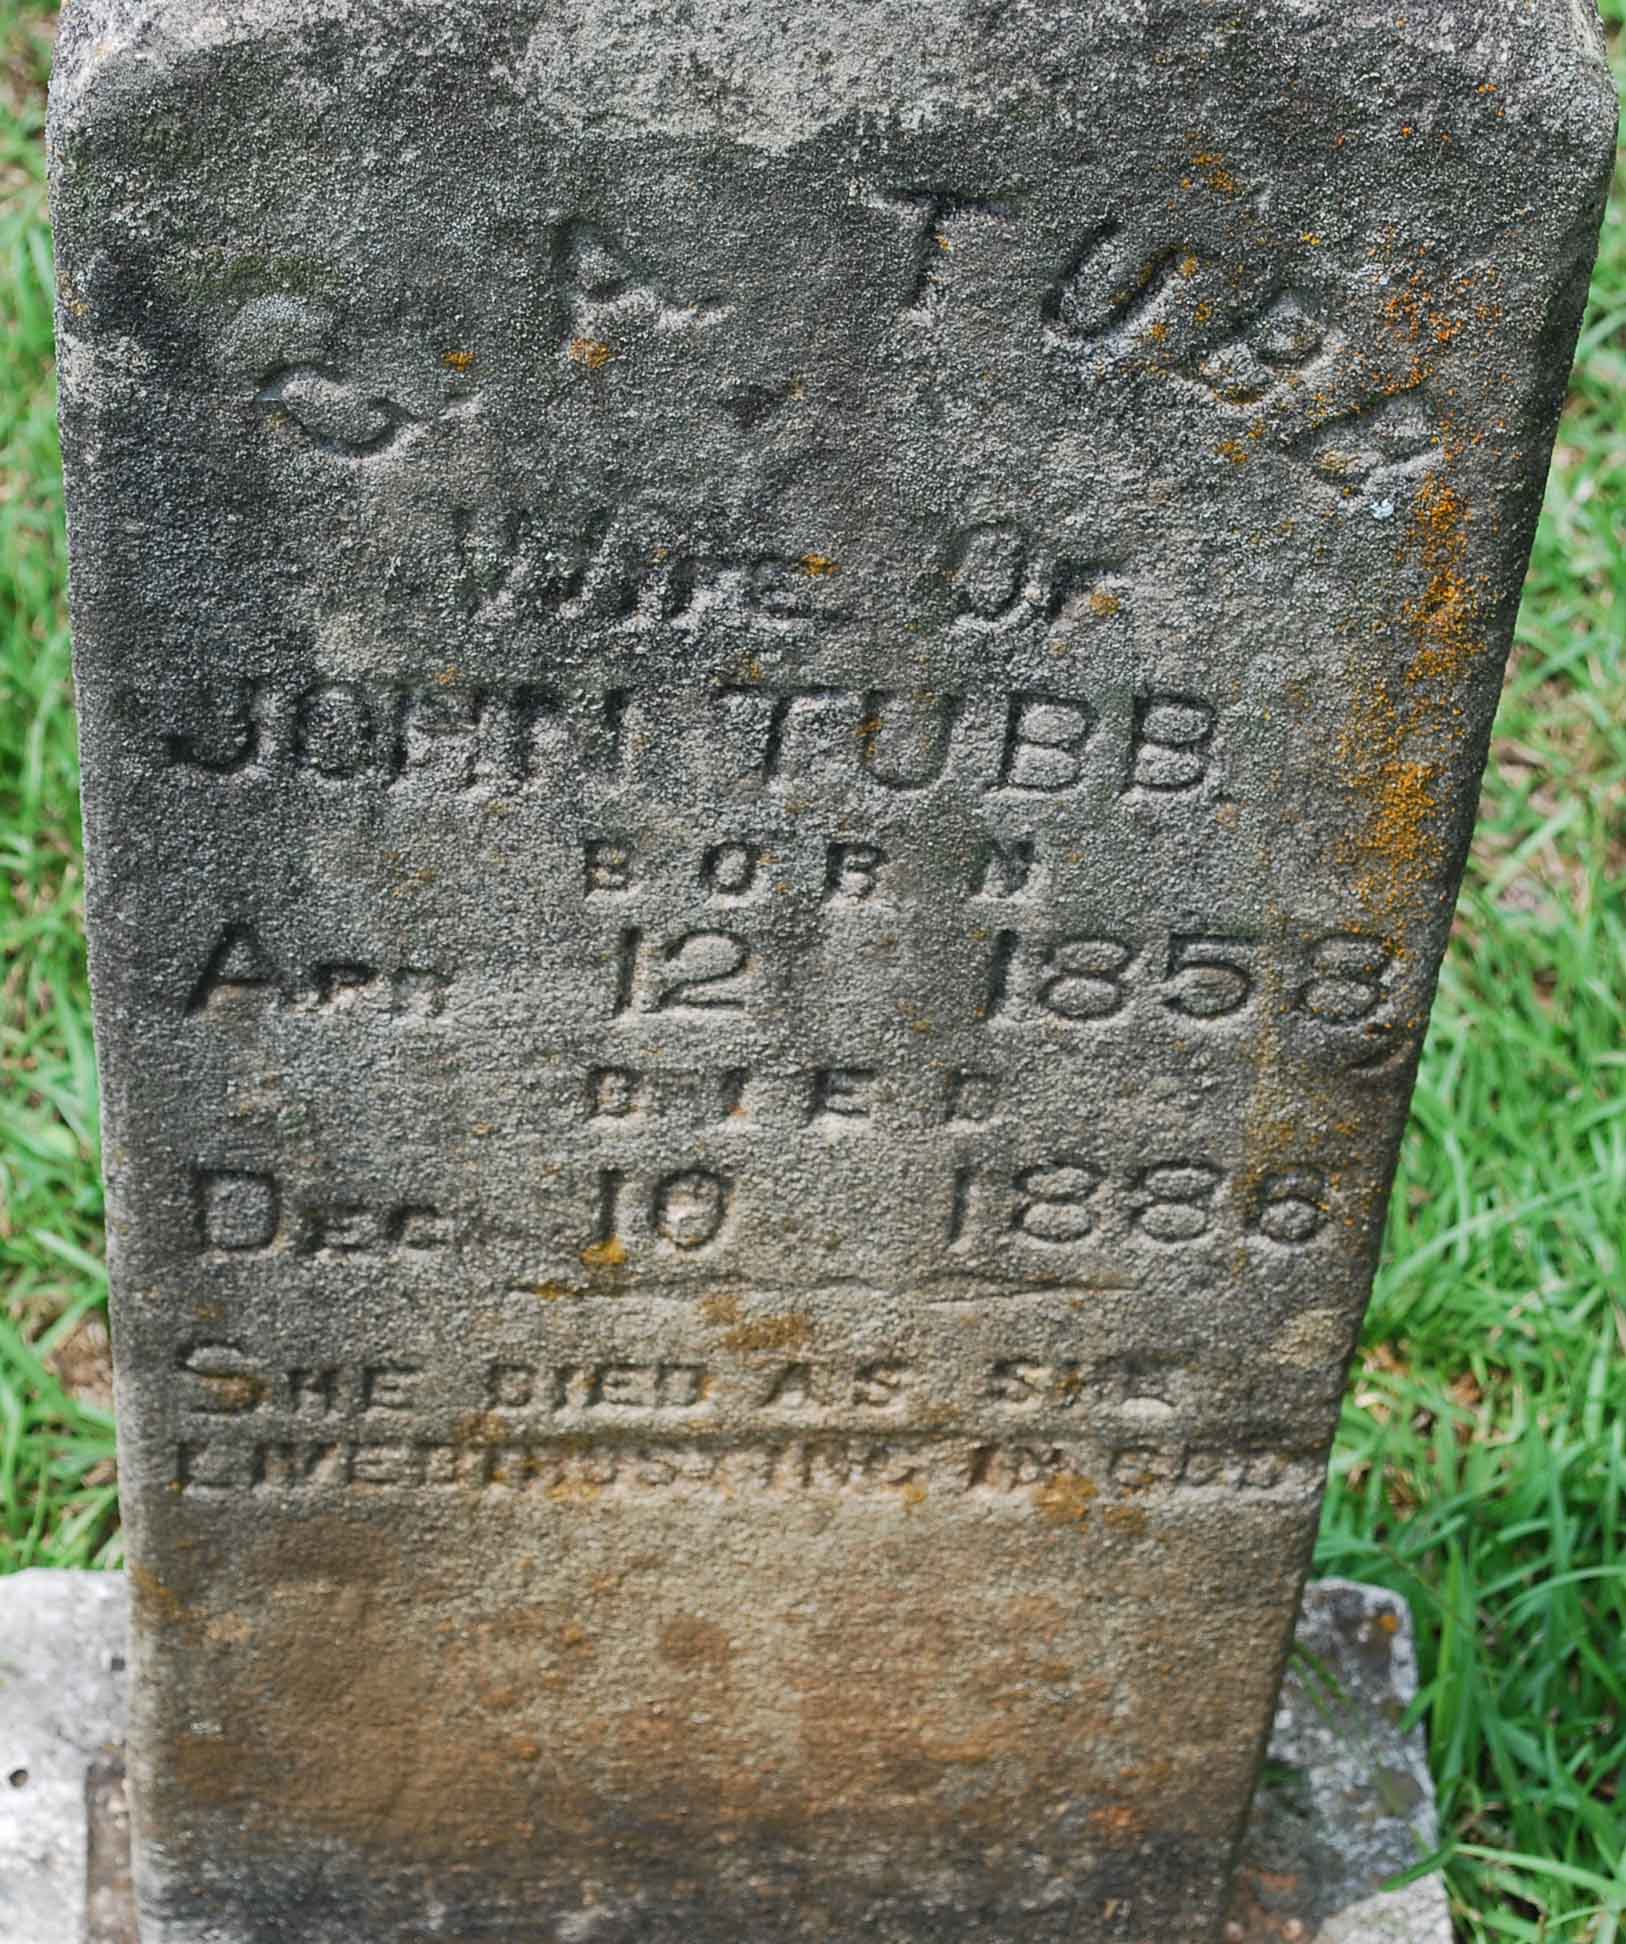 A TUBB
Wife Of
JOHN TUBB
BORN
Apr 12 1858
DIED
Dec 10 1886
She DIED AS SHE
LIVED TRUSTING IN GOD